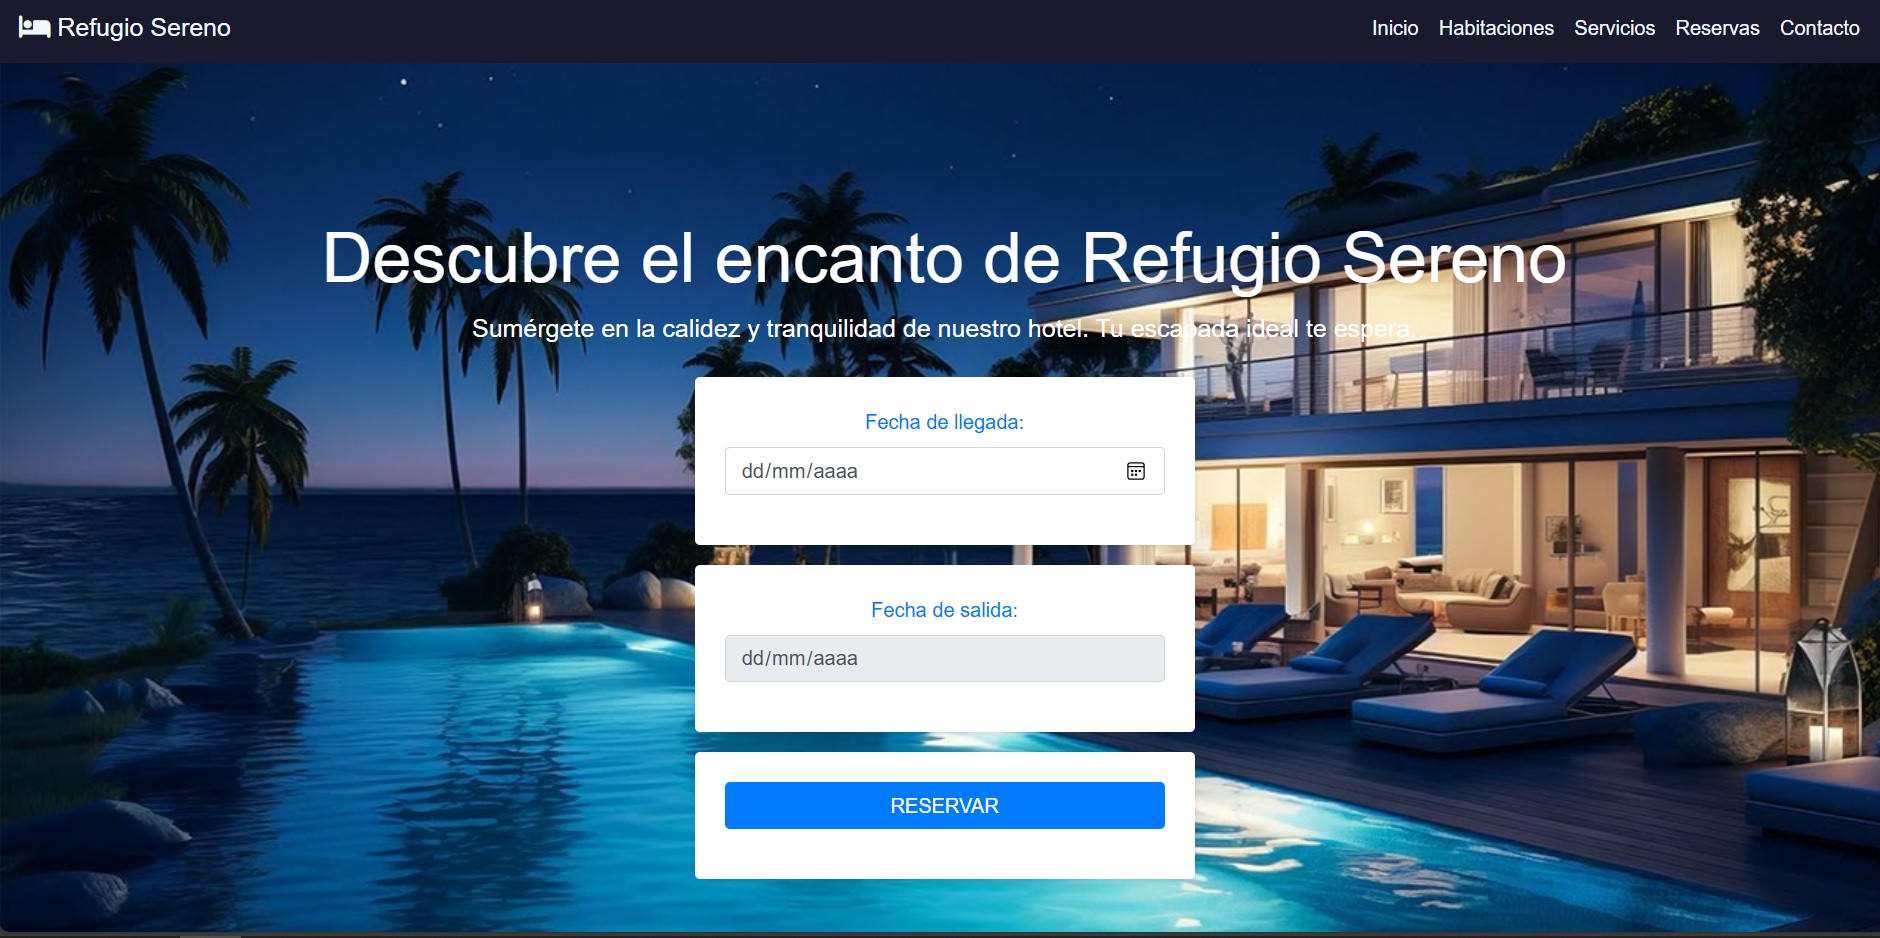 Refugio Sereno
Inicio Habitaciones Servicios Reservas Contacto
Descubre el encanto de Refugio Sereno
Sumérgete en la calidez y tranquilidad de nuestro hotel. Tu escapada ideal te espera.
Fecha de llegada:
dd/mm/aaaa
Fecha de salida:
dd/mm/aaaa
RESERVAR